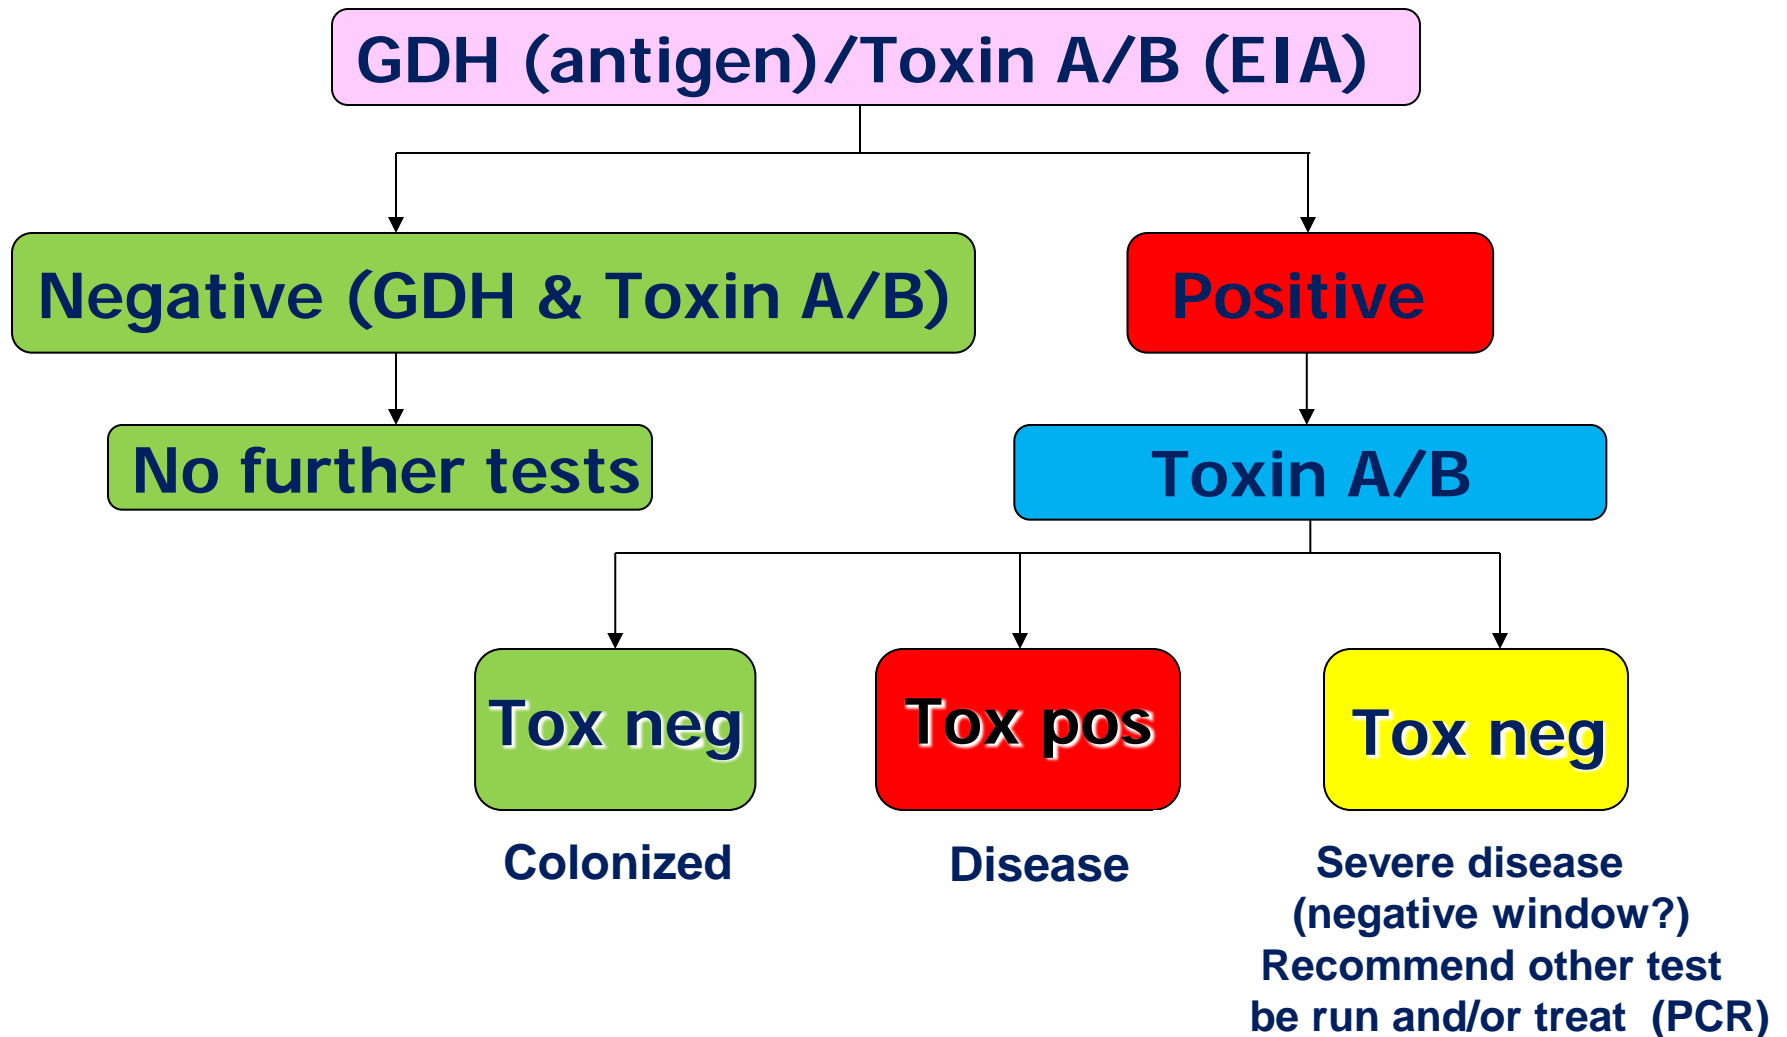 GDH (antigen)/Toxin A/B (EIA)
Negative (GDH & Toxin A/B)
Positive
No further tests
Toxin A/B
Tox neg
Tox pos
Tox neg
Colonized
Disease
Severe disease
(negative window?)
Recommend other test
be run and/or treat (PCR)